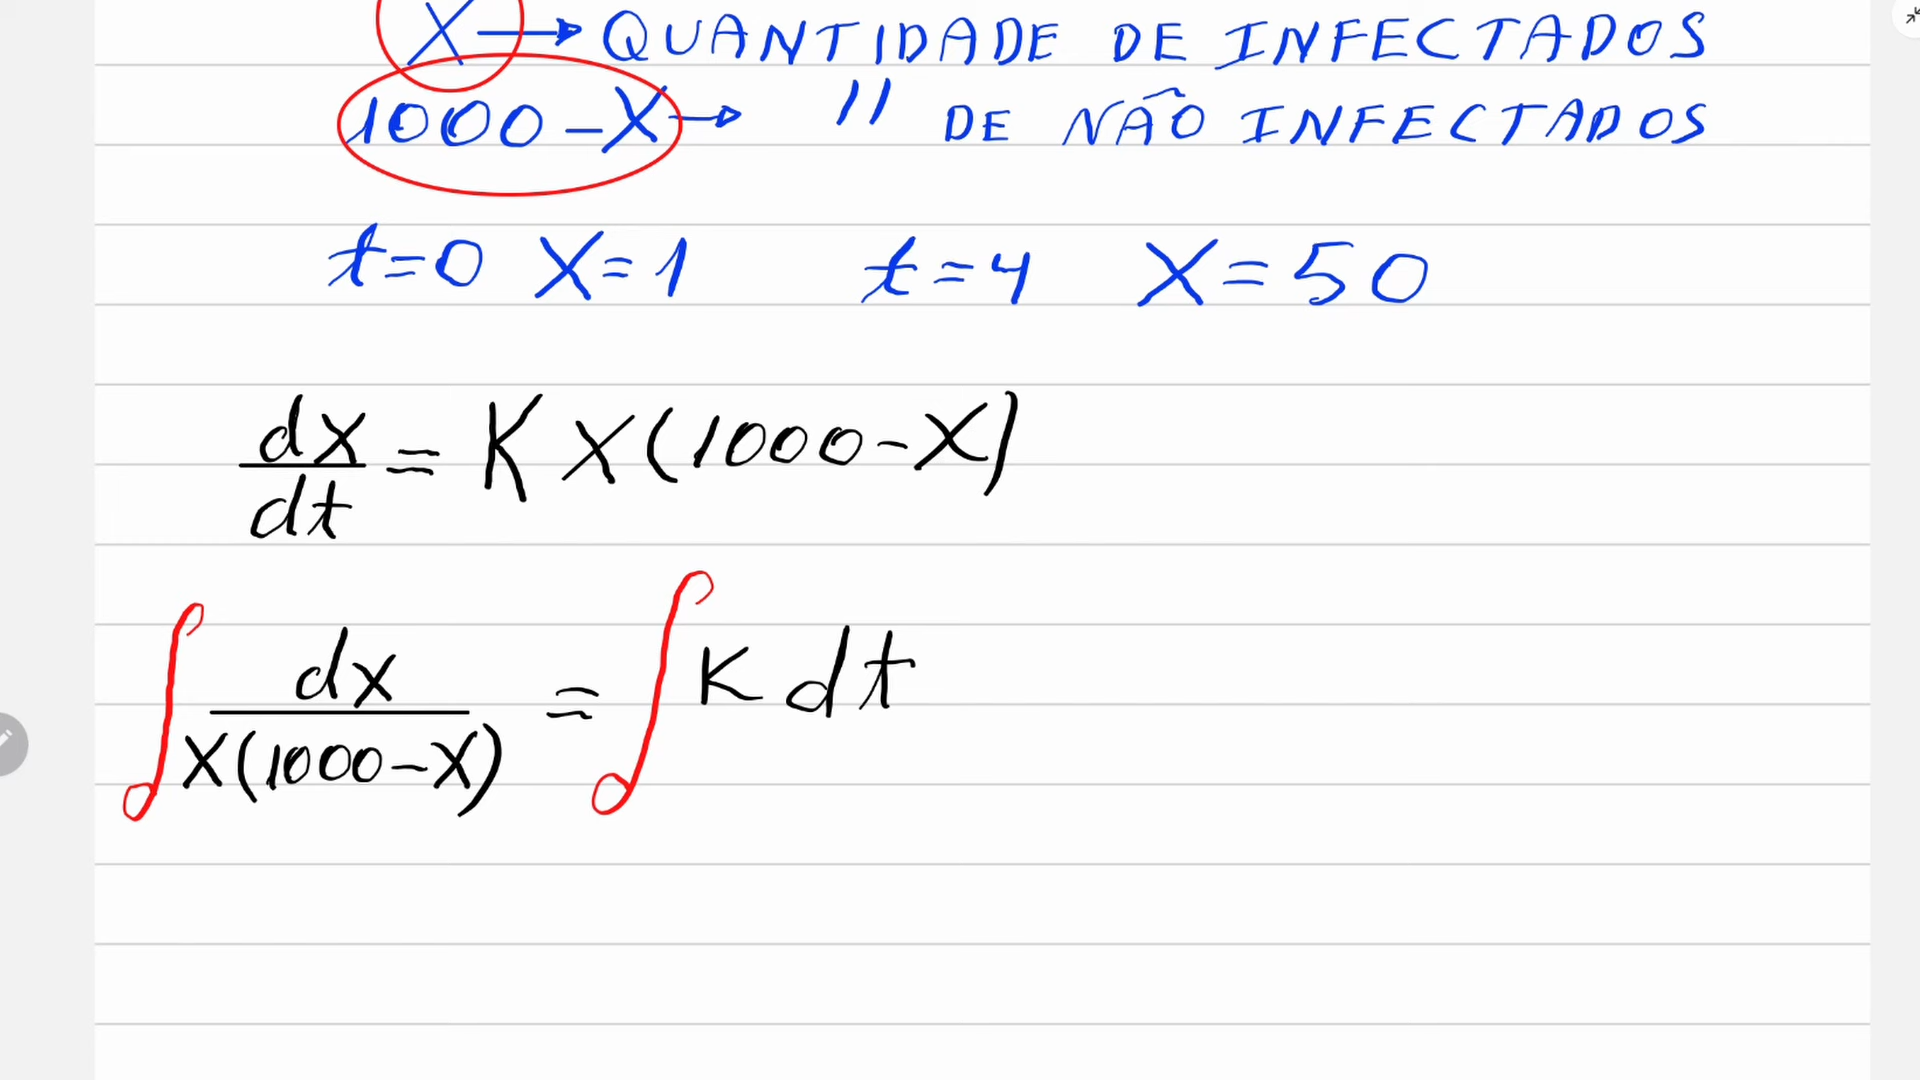 X → QUANTIDADE DE INFECTADOS
1000 - X → " DE NÃO INFECTADOS
t=0 X=1 t=4 X=50
dx/dt = K X (1000-X)
∫ dx/X(1000-X) = ∫ K dt